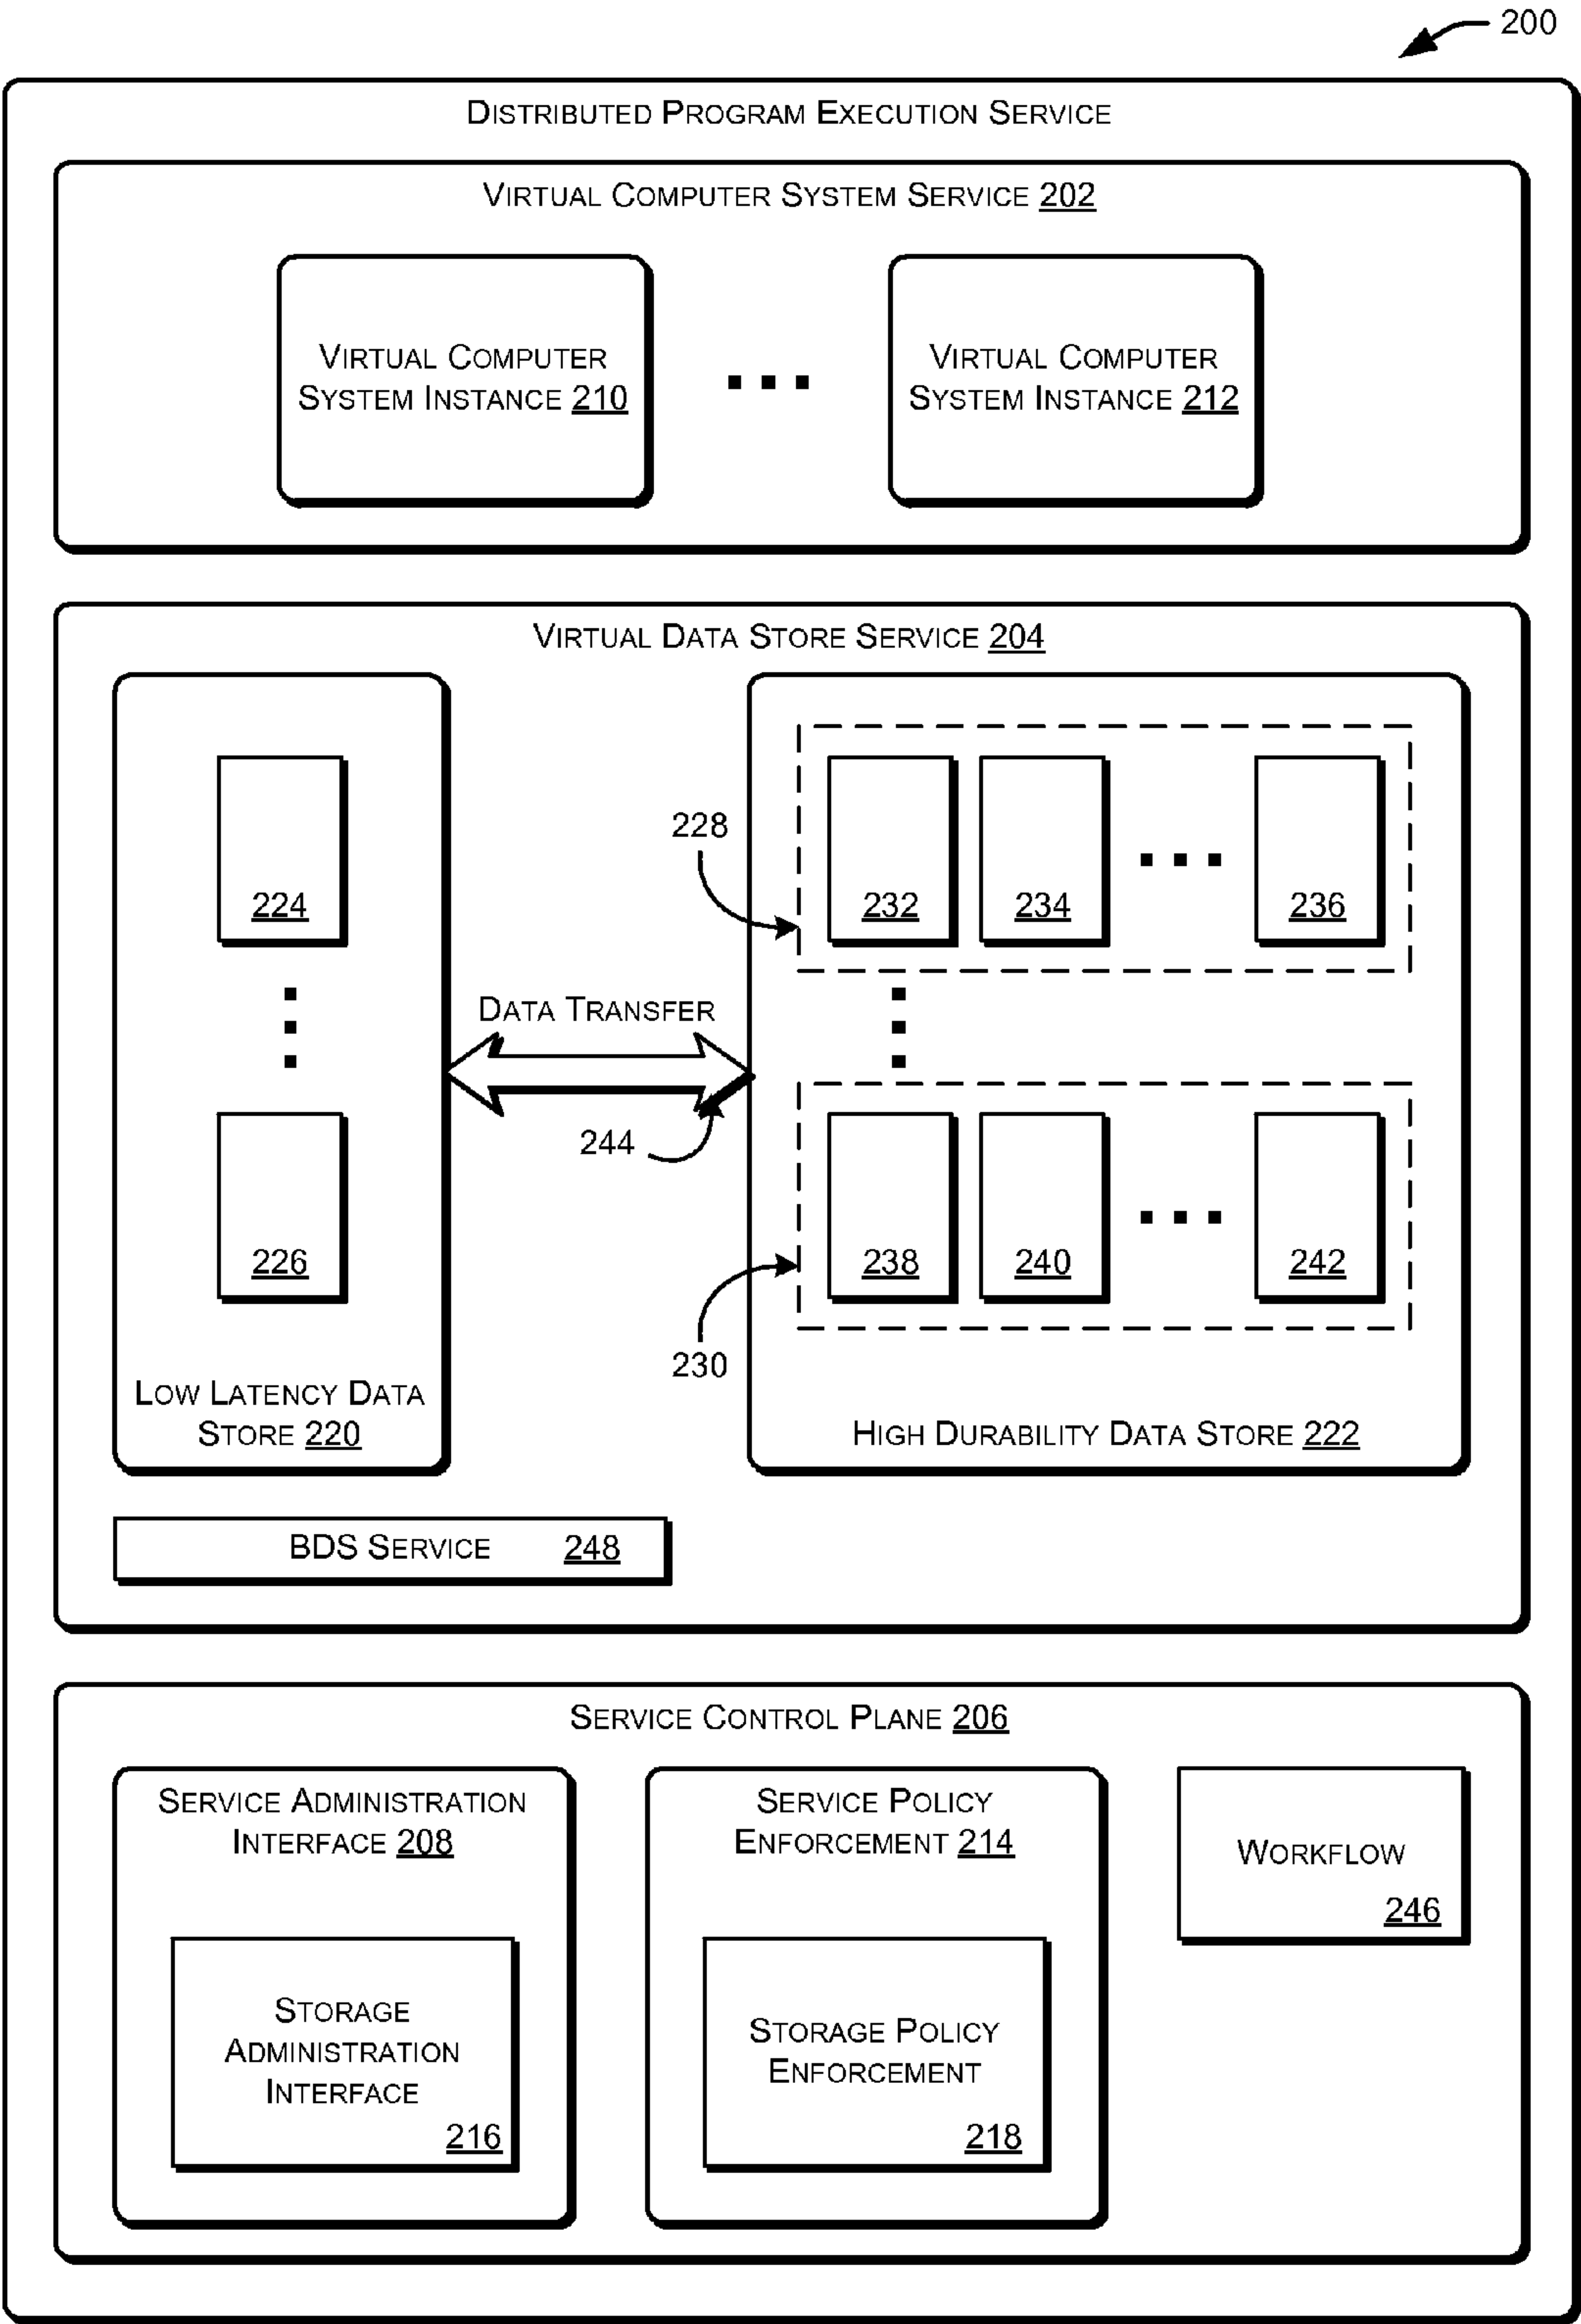 200
DISTRIBUTED PROGRAM EXECUTION SERVICE
VIRTUAL COMPUTER SYSTEM SERVICE 202
VIRTUAL COMPUTER
SYSTEM INSTANCE 210
VIRTUAL COMPUTER
SYSTEM INSTANCE 212
VIRTUAL DATA STORE SERVICE 204
224
226
LOW LATENCY DATA
STORE 220
DATA TRANSFER
244
228
232 234 236
230
238 240 242
HIGH DURABILITY DATA STORE 222
BDS SERVICE 248
SERVICE CONTROL PLANE 206
SERVICE ADMINISTRATION
INTERFACE 208
STORAGE
ADMINISTRATION
INTERFACE
216
SERVICE POLICY
ENFORCEMENT 214
STORAGE POLICY
ENFORCEMENT
218
WORKFLOW
246